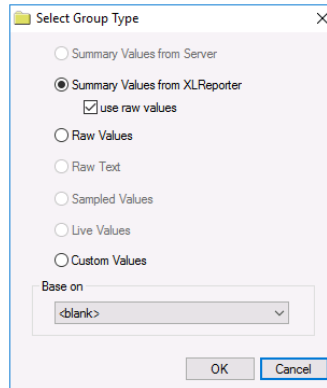 Select Group Type
Summary Values from Server
Summary Values from XLReporter
use raw values
Raw Values
Raw Text
Sampled Values
Live Values
Custom Values
Base on
<blank>
OK Cancel